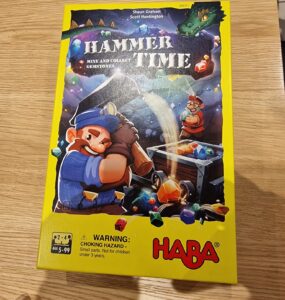 Shaun Graham
Scott Huntington
HAMMER
TIME
MINE AND COLLECT
GEMSTONES
WARNING:
CHOKING HAZARD -
Small parts. Not for children
under 3 years.
2-4
5-99
HABA